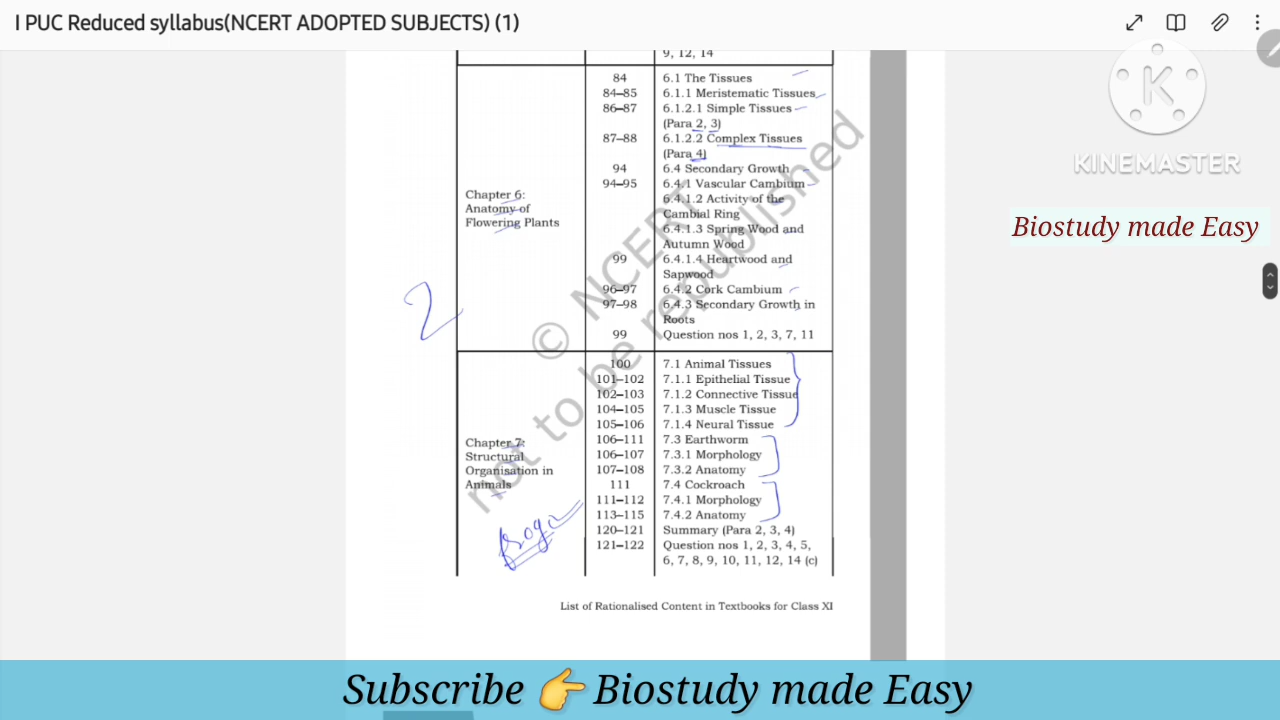 I PUC Reduced syllabus(NCERT ADOPTED SUBJECTS) (1)
9, 12, 14
84 6.1 The Tissues
84–85 6.1.1 Meristematic Tissues
86–87 6.1.2.1 Simple Tissues
(Para 2, 3)
87–88 6.1.2.2 Complex Tissues
(Para 4)
94 6.4 Secondary Growth
94–95 6.4.1 Vascular Cambium
6.4.1.2 Activity of the
Cambial Ring
6.4.1.3 Spring Wood and
Autumn Wood
99 6.4.1.4 Heartwood and
Sapwood
96–97 6.4.2 Cork Cambium
97–98 6.4.3 Secondary Growth in
Roots
99 Question nos 1, 2, 3, 7, 11
Chapter 6:
Anatomy of
Flowering Plants
2
100 7.1 Animal Tissues
101–102 7.1.1 Epithelial Tissue
102–103 7.1.2 Connective Tissue
104–105 7.1.3 Muscle Tissue
105–106 7.1.4 Neural Tissue
106–111 7.3 Earthworm
106–107 7.3.1 Morphology
107–108 7.3.2 Anatomy
111 7.4 Cockroach
111–112 7.4.1 Morphology
113–115 7.4.2 Anatomy
120–121 Summary (Para 2, 3, 4)
121–122 Question nos 1, 2, 3, 4, 5,
6, 7, 8, 9, 10, 11, 12, 14 (c)
Chapter 7:
Structural
Organisation in
Animals
© NCERT
not to be republished
List of Rationalised Content in Textbooks for Class XI
K
KINEMASTER
Biostudy made Easy
Subscribe 👉 Biostudy made Easy